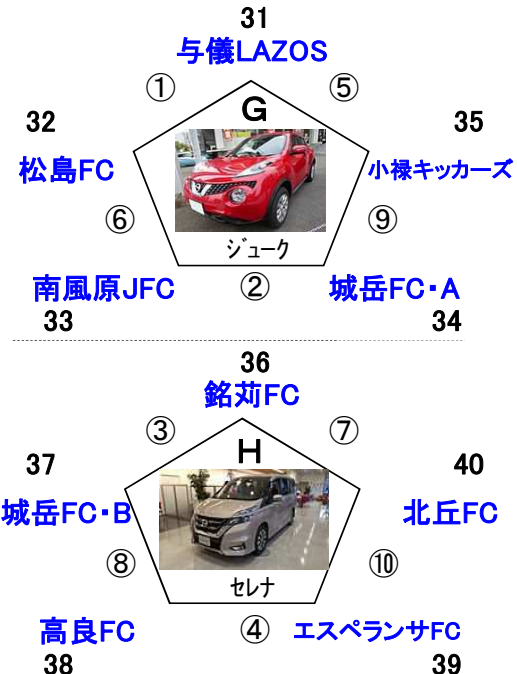 31
与儀LAZOS
① ⑤
G
32 35
松島FC 小禄キッカーズ
⑥ ⑨
ジューク
南風原JFC ② 城岳FC・A
33 34
36
銘苅FC
③ ⑦
H
37 40
城岳FC・B 北丘FC
⑧ ⑩
セレナ
高良FC ④ エスペランサFC
38 39